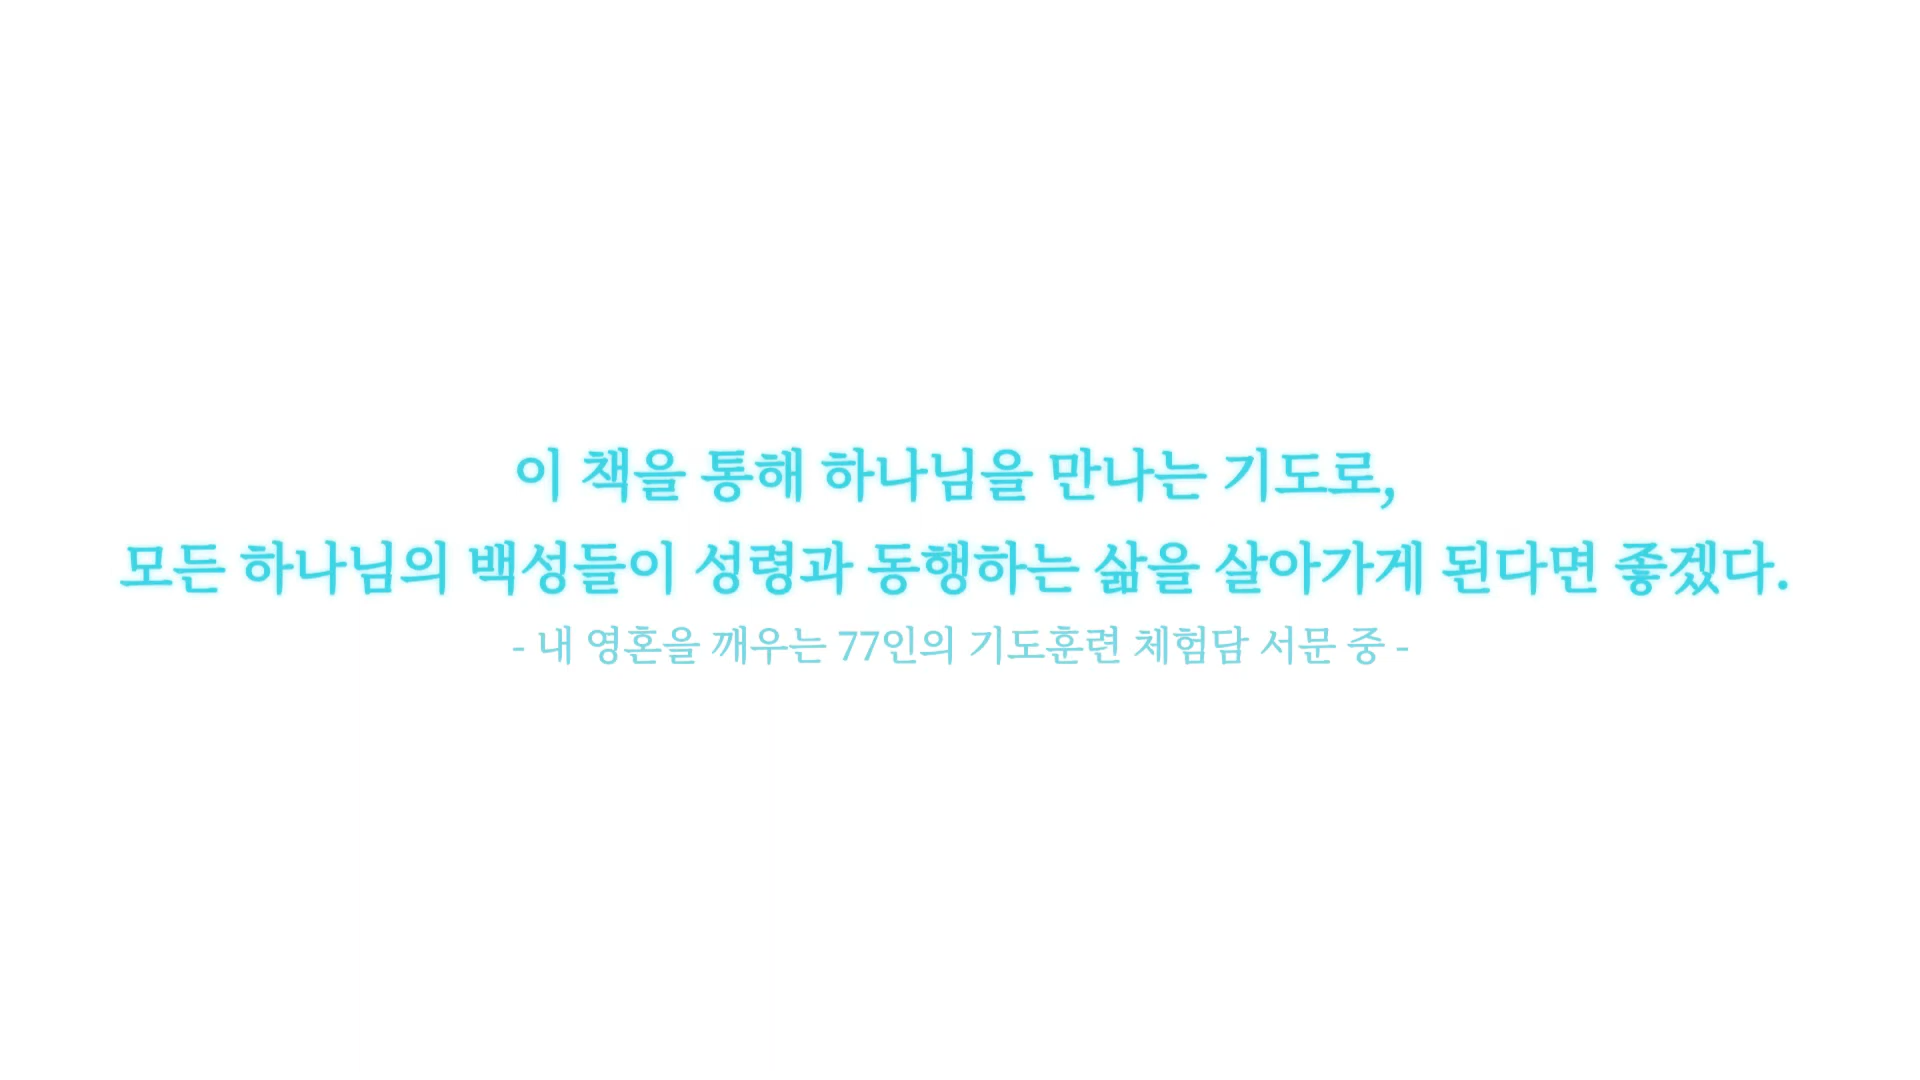 이 책을 통해 하나님을 만나는 기도로,
모든 하나님의 백성들이 성령과 동행하는 삶을 살아가게 된다면 좋겠다.
- 내 영혼을 깨우는 77인의 기도훈련 체험담 서문 중 -